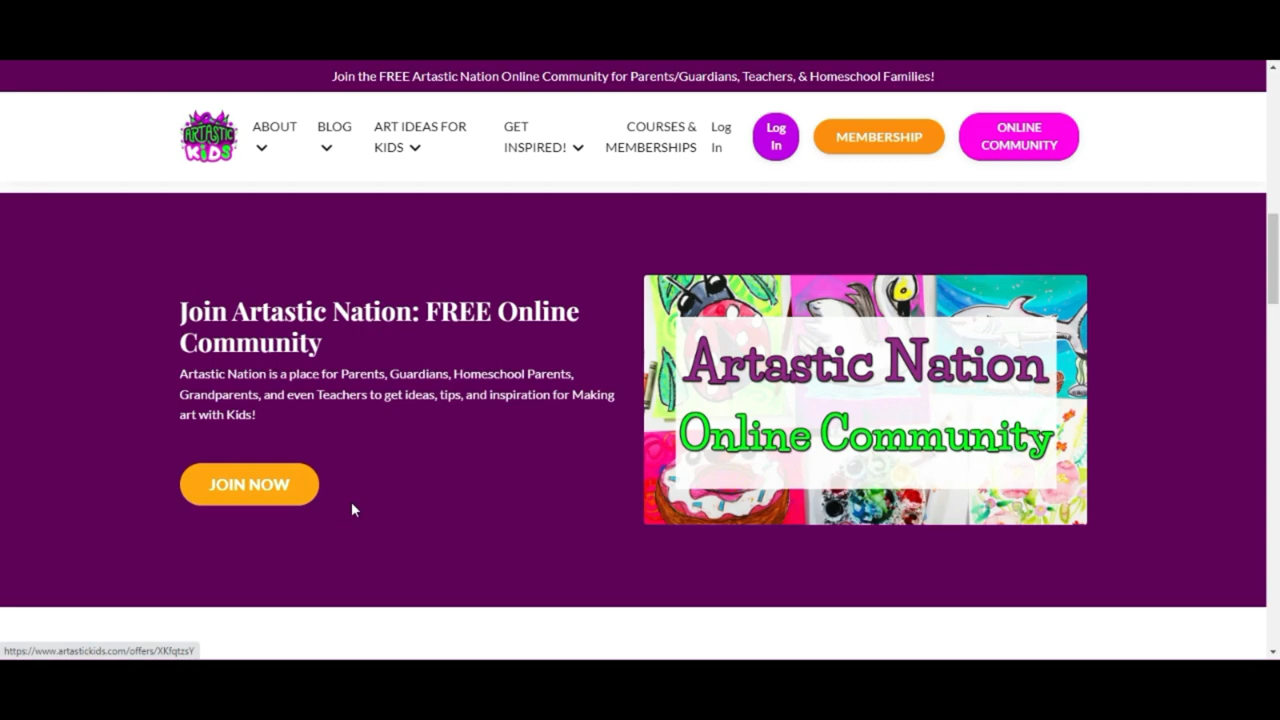 Join the FREE Artastic Nation Online Community for Parents/Guardians, Teachers, & Homeschool Families!
ARTASTIC
KIDS
ABOUT
BLOG
ART IDEAS FOR
KIDS
GET
INSPIRED!
COURSES &
MEMBERSHIPS
Log
In
Log
In
MEMBERSHIP
ONLINE
COMMUNITY
Join Artastic Nation: FREE Online
Community
Artastic Nation is a place for Parents, Guardians, Homeschool Parents,
Grandparents, and even Teachers to get ideas, tips, and inspiration for Making
art with Kids!
JOIN NOW
Artastic Nation
Online Community
https://www.artastickids.com/offers/XKfqtzsY